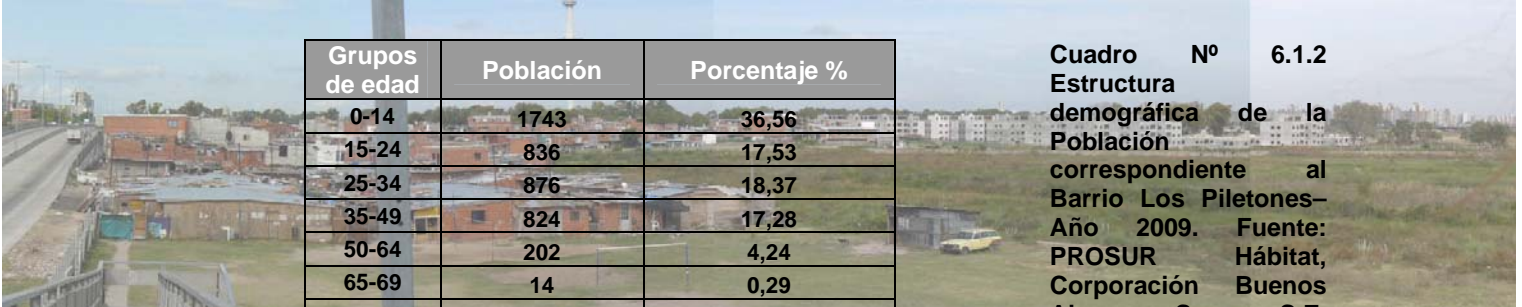 Grupos de edad Población Porcentaje %
0-14 1743 36,56
15-24 836 17,53
25-34 876 18,37
35-49 824 17,28
50-64 202 4,24
65-69 14 0,29
Cuadro Nº 6.1.2
Estructura
demográfica de la
Población
correspondiente al
Barrio Los Piletones–
Año 2009. Fuente:
PROSUR Hábitat,
Corporación Buenos